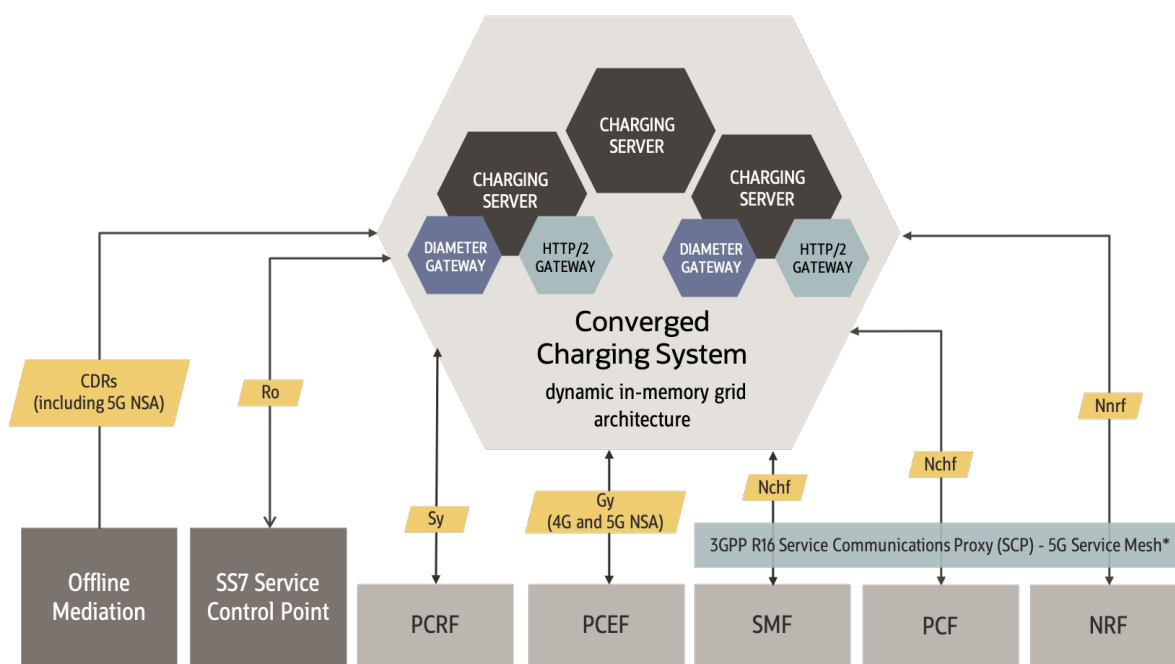 CHARGING
SERVER
CHARGING
SERVER
CHARGING
SERVER
DIAMETER
GATEWAY
HTTP/2
GATEWAY
DIAMETER
GATEWAY
HTTP/2
GATEWAY
Converged
Charging System
dynamic in-memory grid
architecture
CDRs
(including 5G NSA)
Ro
Sy
Gy
(4G and 5G NSA)
Nchf
Nchf
Nnrf
3GPP R16 Service Communications Proxy (SCP) - 5G Service Mesh*
Offline
Mediation
SS7 Service
Control Point
PCRF
PCEF
SMF
PCF
NRF